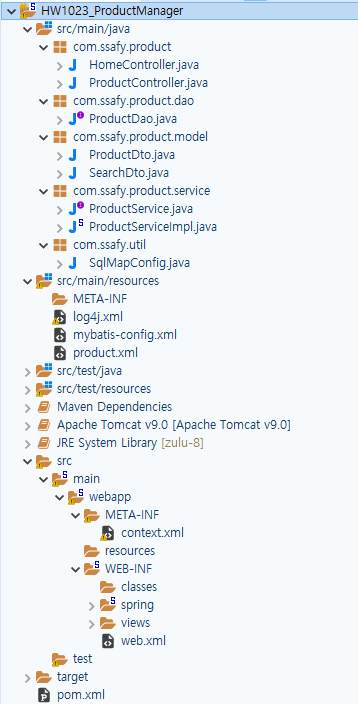 HW1023_ProductManager
src/main/java
com.ssafy.product
HomeController.java
ProductController.java
com.ssafy.product.dao
ProductDao.java
com.ssafy.product.model
ProductDto.java
SearchDto.java
com.ssafy.product.service
ProductService.java
ProductServiceImpl.java
com.ssafy.util
SqlMapConfig.java
src/main/resources
META-INF
log4j.xml
mybatis-config.xml
product.xml
src/test/java
src/test/resources
Maven Dependencies
Apache Tomcat v9.0 [Apache Tomcat v9.0]
JRE System Library [zulu-8]
src
main
webapp
META-INF
context.xml
resources
WEB-INF
classes
spring
views
web.xml
test
target
pom.xml